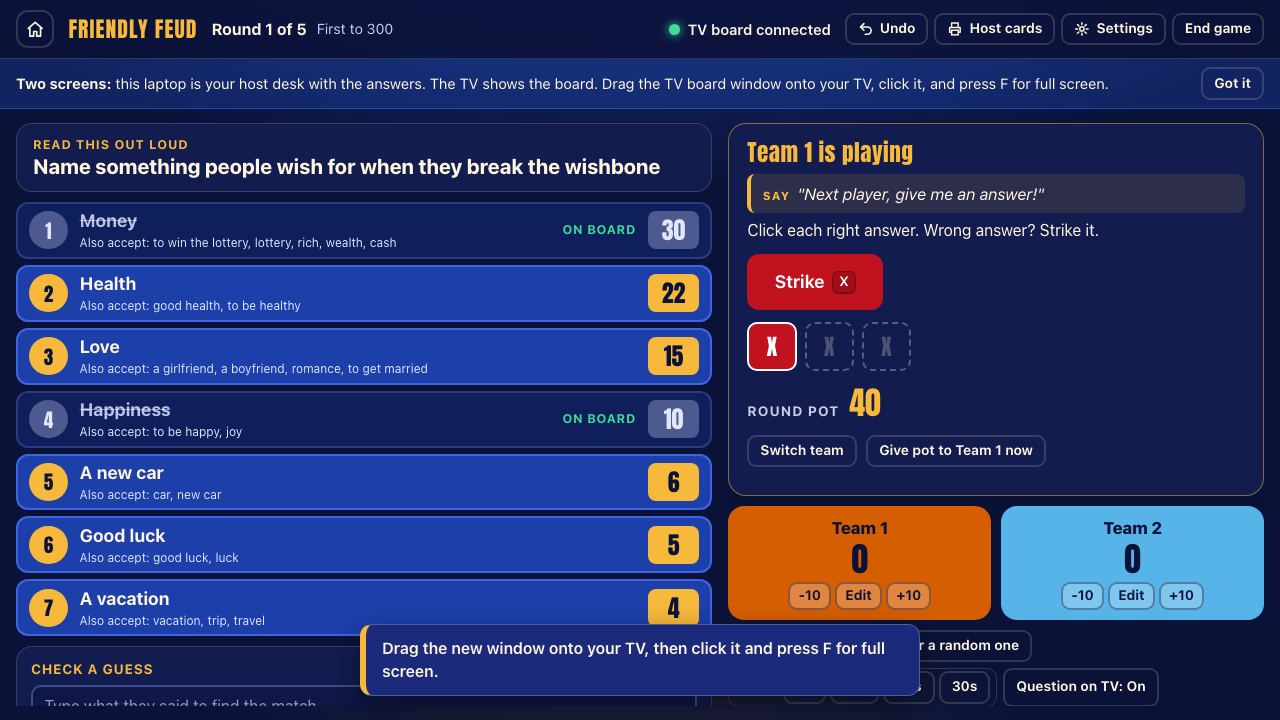 FRIENDLY FEUD Round 1 of 5 First to 300
TV board connected Undo Host cards Settings End game
Two screens: this laptop is your host desk with the answers. The TV shows the board. Drag the TV board window onto your TV, click it, and press F for full screen. Got it
READ THIS OUT LOUD
Name something people wish for when they break the wishbone
1 Money ON BOARD 30
Also accept: to win the lottery, lottery, rich, wealth, cash
2 Health 22
Also accept: good health, to be healthy
3 Love 15
Also accept: a girlfriend, a boyfriend, romance, to get married
4 Happiness ON BOARD 10
Also accept: to be happy, joy
5 A new car 6
Also accept: car, new car
6 Good luck 5
Also accept: good luck, luck
7 A vacation 4
Also accept: vacation, trip, travel
CHECK A GUESS
Type what they said to find the match
Team 1 is playing
SAY "Next player, give me an answer!"
Click each right answer. Wrong answer? Strike it.
Strike X
X X X
ROUND POT 40
Switch team Give pot to Team 1 now
Team 1
0
-10 Edit +10
Team 2
0
-10 Edit +10
a random one
30s Question on TV: On
Drag the new window onto your TV, then click it and press F for full
screen.